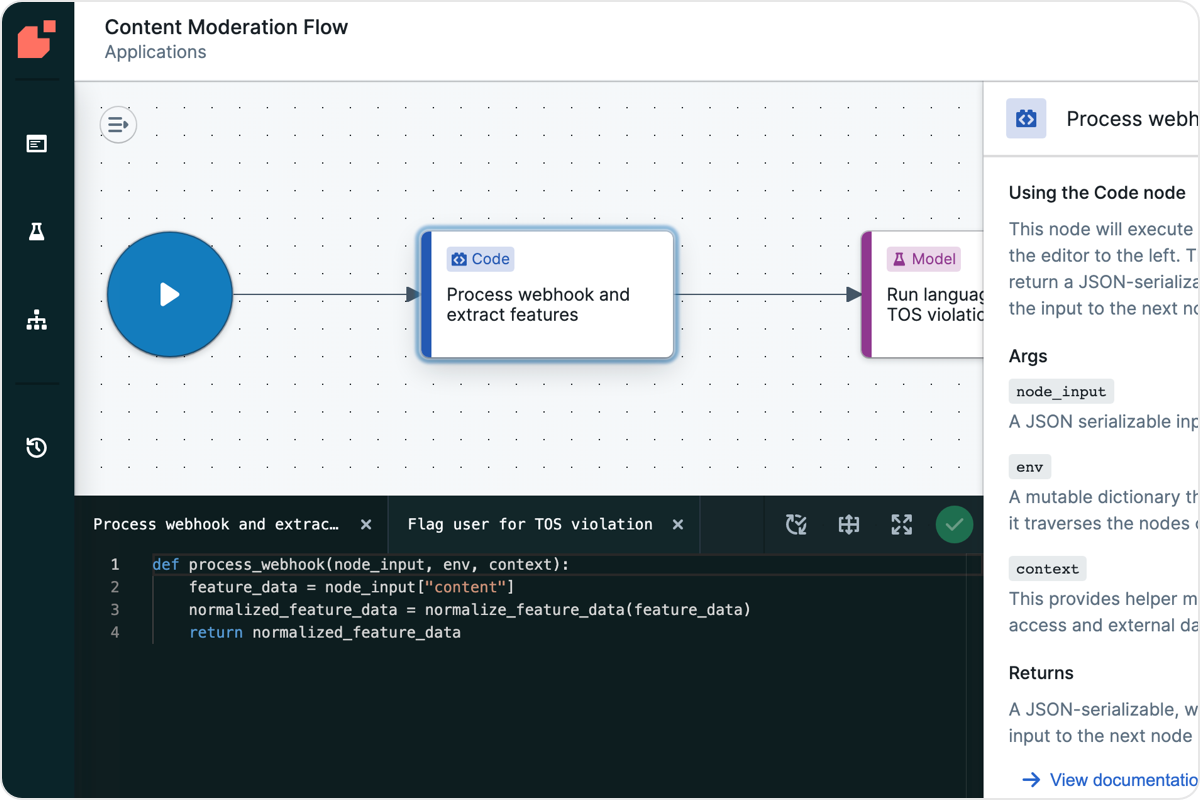 Content Moderation Flow
Applications
Code
Process webhook and
extract features
Model
Run languag
TOS violatio
Process webh
Using the Code node
This node will execute
the editor to the left. T
return a JSON-serializa
the input to the next no
Args
node_input
A JSON serializable inp
env
A mutable dictionary th
it traverses the nodes o
context
This provides helper m
access and external da
Returns
A JSON-serializable, w
input to the next node
View documentatio
Process webhook and extrac…
Flag user for TOS violation
1 def process_webhook(node_input, env, context):
2 feature_data = node_input["content"]
3 normalized_feature_data = normalize_feature_data(feature_data)
4 return normalized_feature_data